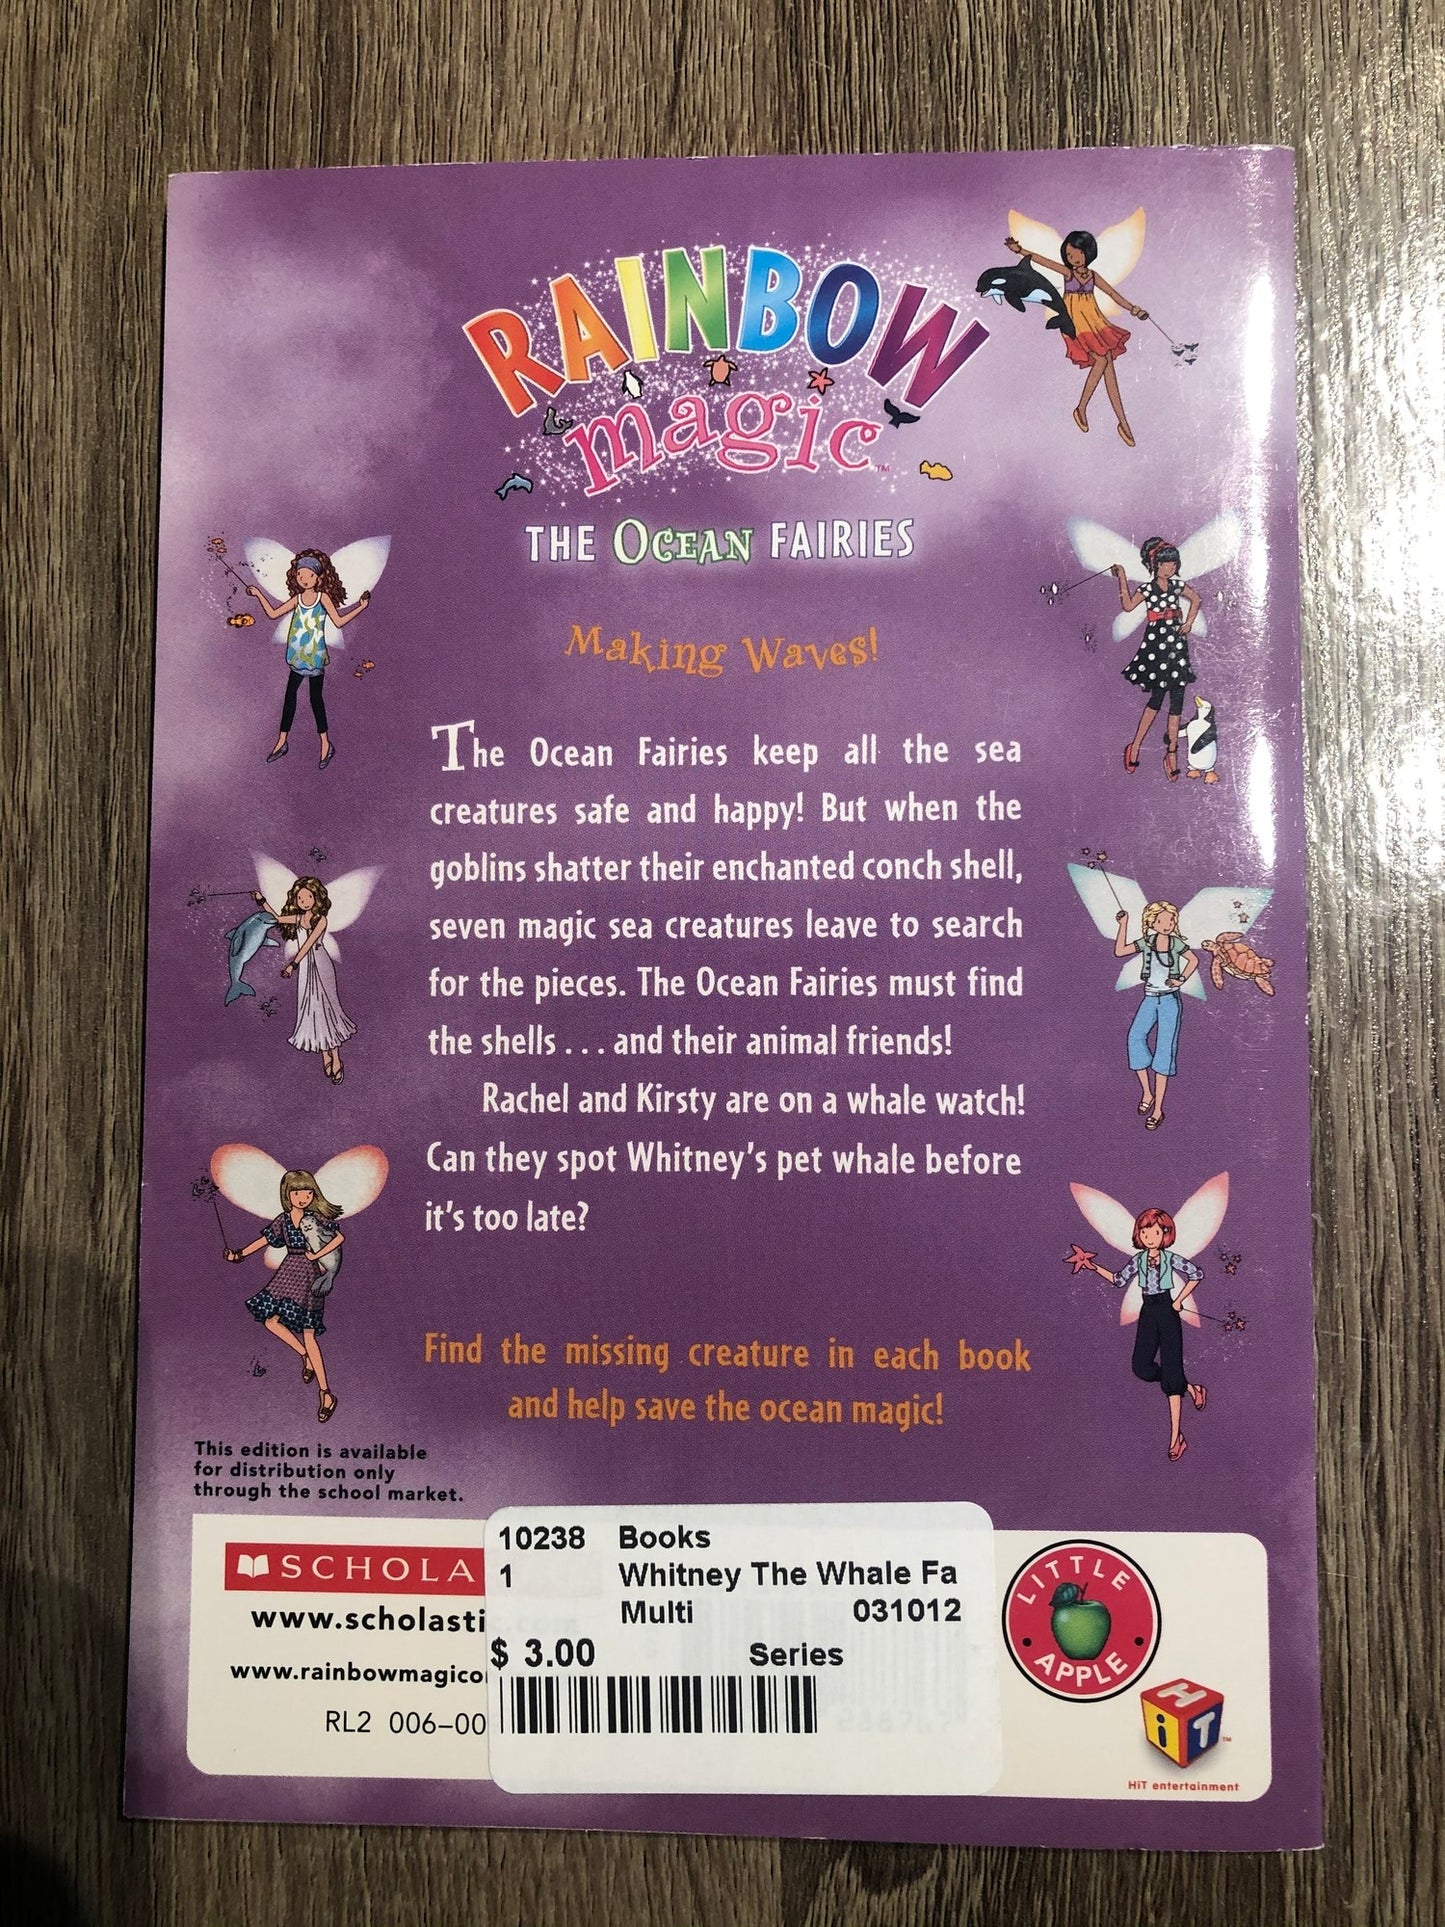 RAINBOW
magic™
THE OCEAN FAIRIES
Making Waves!
The Ocean Fairies keep all the sea
creatures safe and happy! But when the
goblins shatter their enchanted conch shell,
seven magic sea creatures leave to search
for the pieces. The Ocean Fairies must find
the shells . . . and their animal friends!
Rachel and Kirsty are on a whale watch!
Can they spot Whitney's pet whale before
it's too late?
Find the missing creature in each book
and help save the ocean magic!
This edition is available
for distribution only
through the school market.
SCHOLA
www.scholasti
www.rainbowmagico
RL2 006–00
10238 Books
1 Whitney The Whale Fa
Multi 031012
$ 3.00 Series
LITTLE
APPLE
HiT™
HiT entertainment